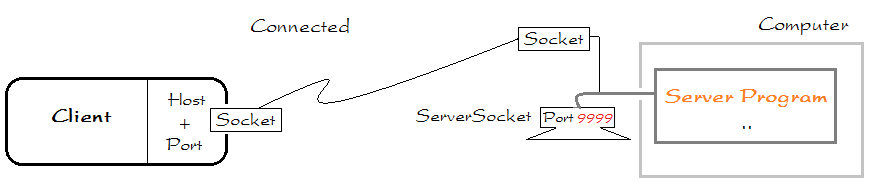 Connected
Computer
Socket
Client
Host
+
Port
Socket
ServerSocket
Port 9999
Server Program
..